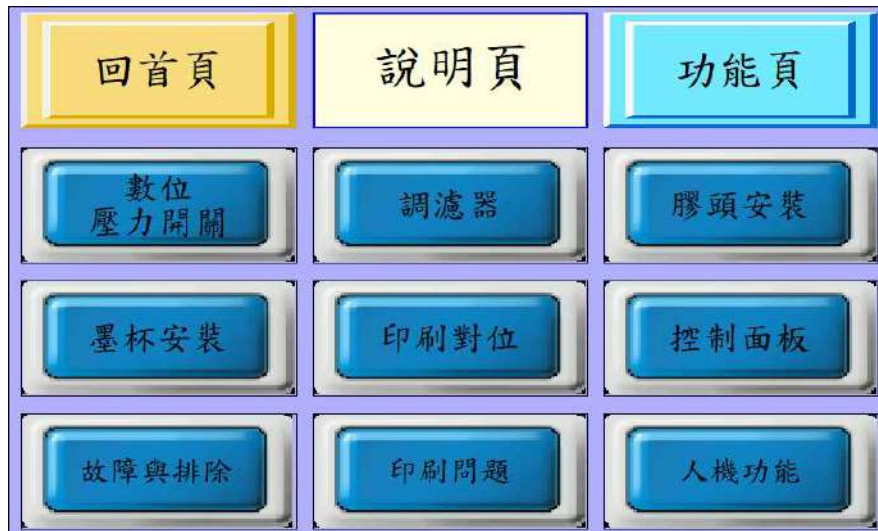 回首頁
說明頁
功能頁
數位
壓力開關
調濾器
膠頭安裝
墨杯安裝
印刷對位
控制面板
故障與排除
印刷問題
人機功能